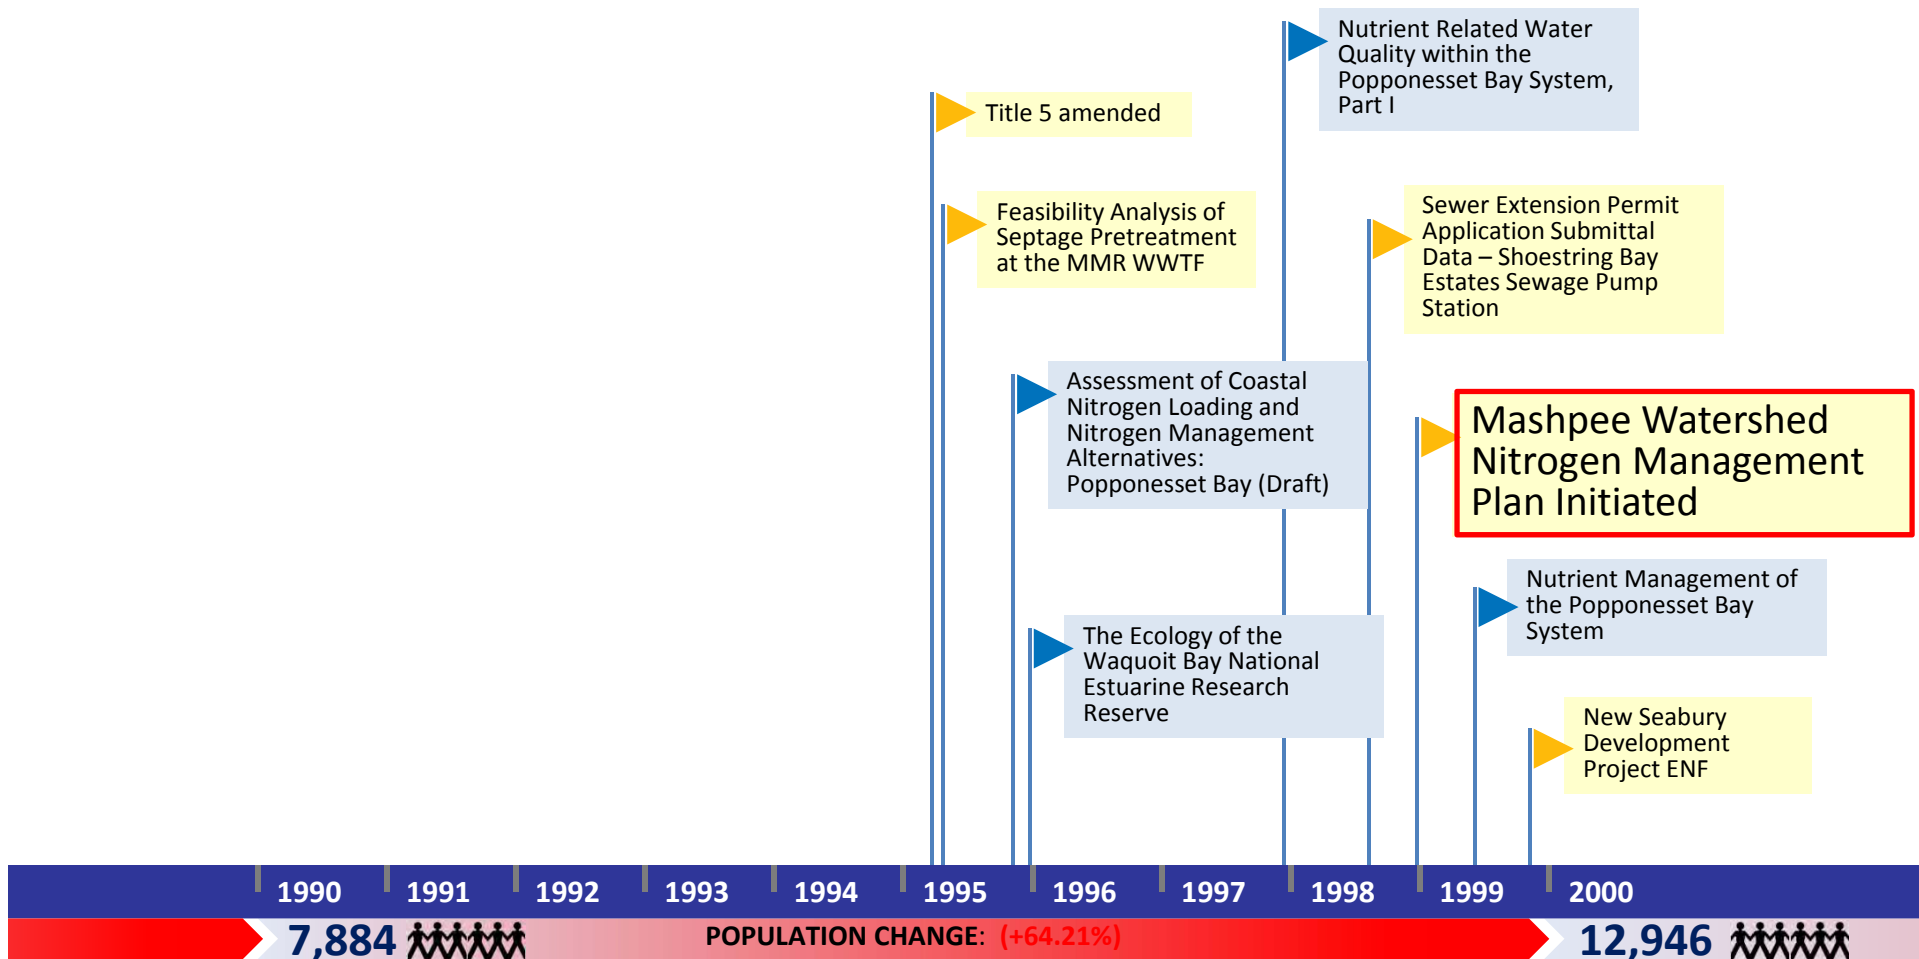 Nutrient Related Water
Quality within the
Popponesset Bay System,
Part I
Title 5 amended
Feasibility Analysis of
Septage Pretreatment
at the MMR WWTF
Sewer Extension Permit
Application Submittal
Data – Shoestring Bay
Estates Sewage Pump
Station
Assessment of Coastal
Nitrogen Loading and
Nitrogen Management
Alternatives:
Popponesset Bay (Draft)
Mashpee Watershed
Nitrogen Management
Plan Initiated
Nutrient Management of
the Popponesset Bay
System
The Ecology of the
Waquoit Bay National
Estuarine Research
Reserve
New Seabury
Development
Project ENF
1990 1991 1992 1993 1994 1995 1996 1997 1998 1999 2000
7,884 POPULATION CHANGE: (+64.21%) 12,946